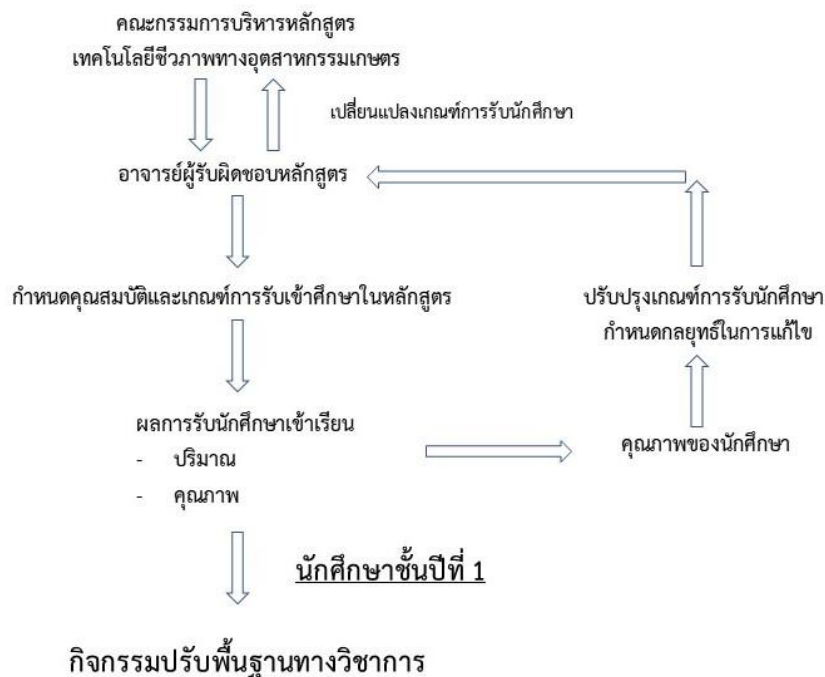 คณะกรรมการบริหารหลักสูตร
เทคโนโลยีชีวภาพทางอุตสาหกรรมเกษตร
เปลี่ยนแปลงเกณฑ์การรับนักศึกษา
อาจารย์ผู้รับผิดชอบหลักสูตร
กำหนดคุณสมบัติและเกณฑ์การรับเข้าศึกษาในหลักสูตร
ปรับปรุงเกณฑ์การรับนักศึกษา
กำหนดกลยุทธ์ในการแก้ไข
ผลการรับนักศึกษาเข้าเรียน
- ปริมาณ
- คุณภาพ
คุณภาพของนักศึกษา
นักศึกษาชั้นปีที่ 1
กิจกรรมปรับพื้นฐานทางวิชาการ